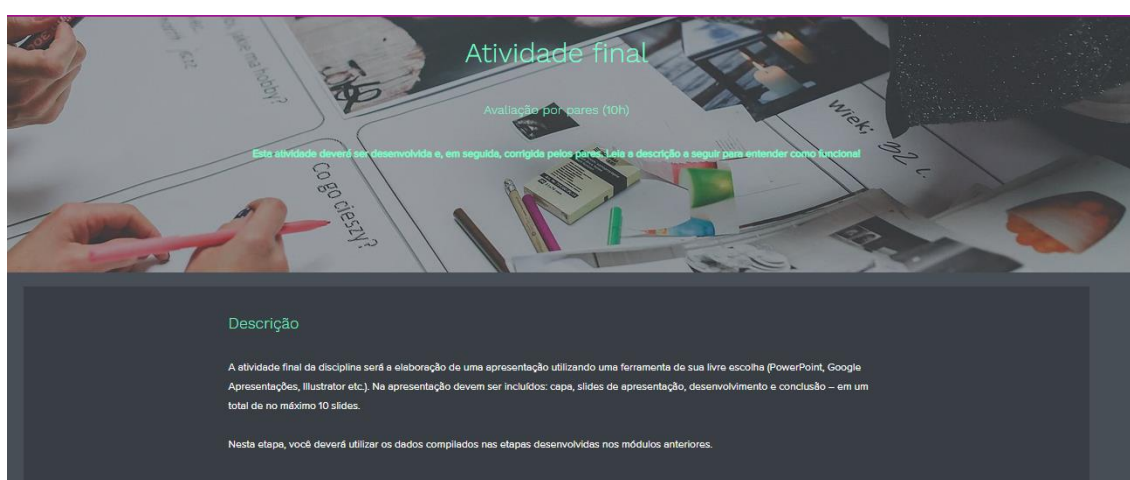 jakie ma hobby?
Atividade final
Avaliação por pares (10h)
Wiek: 32 l.
Esta atividade deverá ser desenvolvida e, em seguida, corrigida pelos pares. Leia a descrição a seguir para entender como funciona!
Co go cieszy?
Descrição
A atividade final da disciplina será a elaboração de uma apresentação utilizando uma ferramenta de sua livre escolha (PowerPoint, Google
Apresentações, Illustrator etc.). Na apresentação devem ser incluídos: capa, slides de apresentação, desenvolvimento e conclusão – em um
total de no máximo 10 slides.
Nesta etapa, você deverá utilizar os dados compilados nas etapas desenvolvidas nos módulos anteriores.